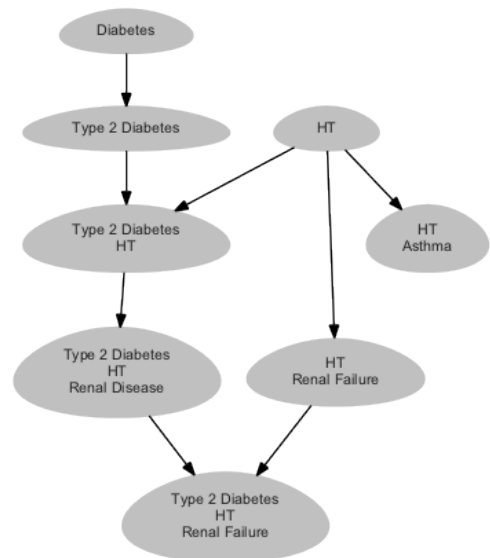 Diabetes
Type 2 Diabetes
HT
Type 2 Diabetes
HT
HT
Asthma
Type 2 Diabetes
HT
Renal Disease
HT
Renal Failure
Type 2 Diabetes
HT
Renal Failure